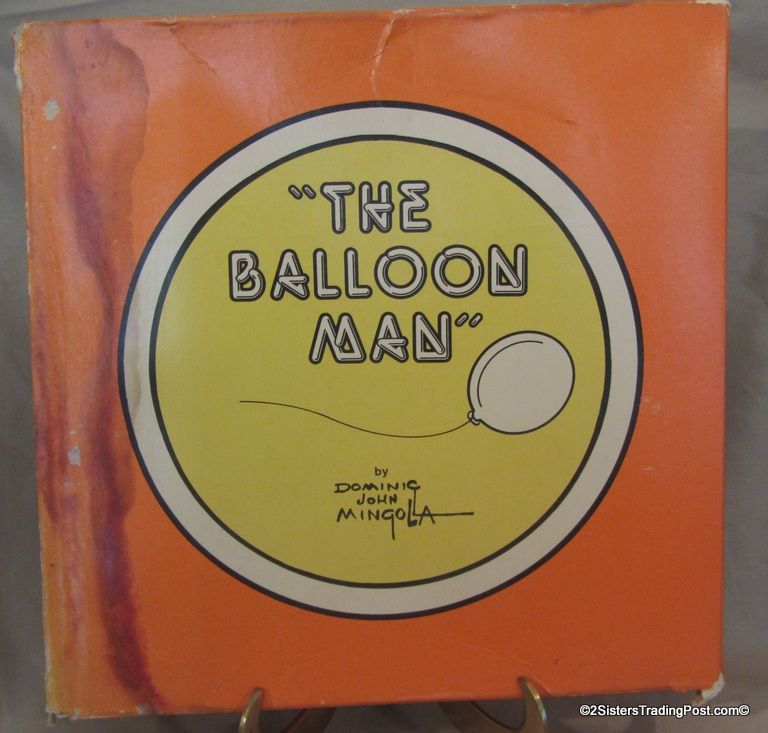 "THE
BALLOON
MAN"
by
DOMINIC
JOHN
MINGOLLA
©2SistersTradingPost.com©